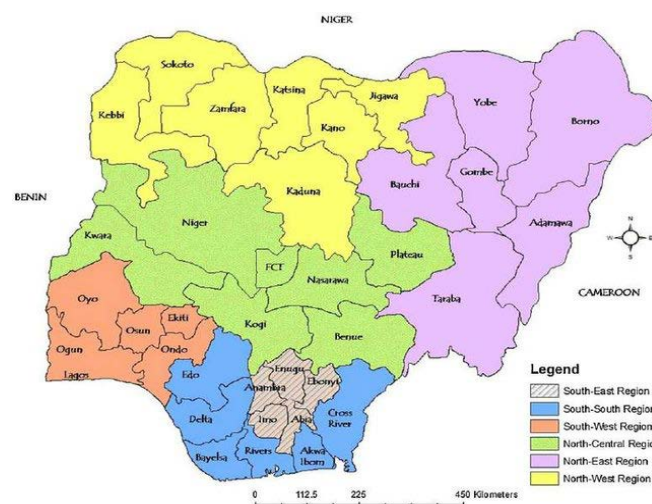 NIGER
Sokoto
Katsina
Jigawa
Yobe
Borno
Kebbi
Zamfara
Kano
Gombe
Bauchi
Kaduna
BENIN
Adamawa
Niger
Kwara
Plateau
FCT
Nasarawa
N
W
E
S
CAMEROON
Taraba
Oyo
Ekiti
Osun
Kogi
Benue
Ogun
Ondo
Lagos
Edo
Enugu
Anambra
Ebonyi
Imo
Abia
Cross
River
Delta
Bayelsa
Rivers
Akwa
Ibom
Legend
South-East Region
South-South Region
South-West Region
North-Central Region
North-East Region
North-West Region
0 112.5 225 450 Kilometers